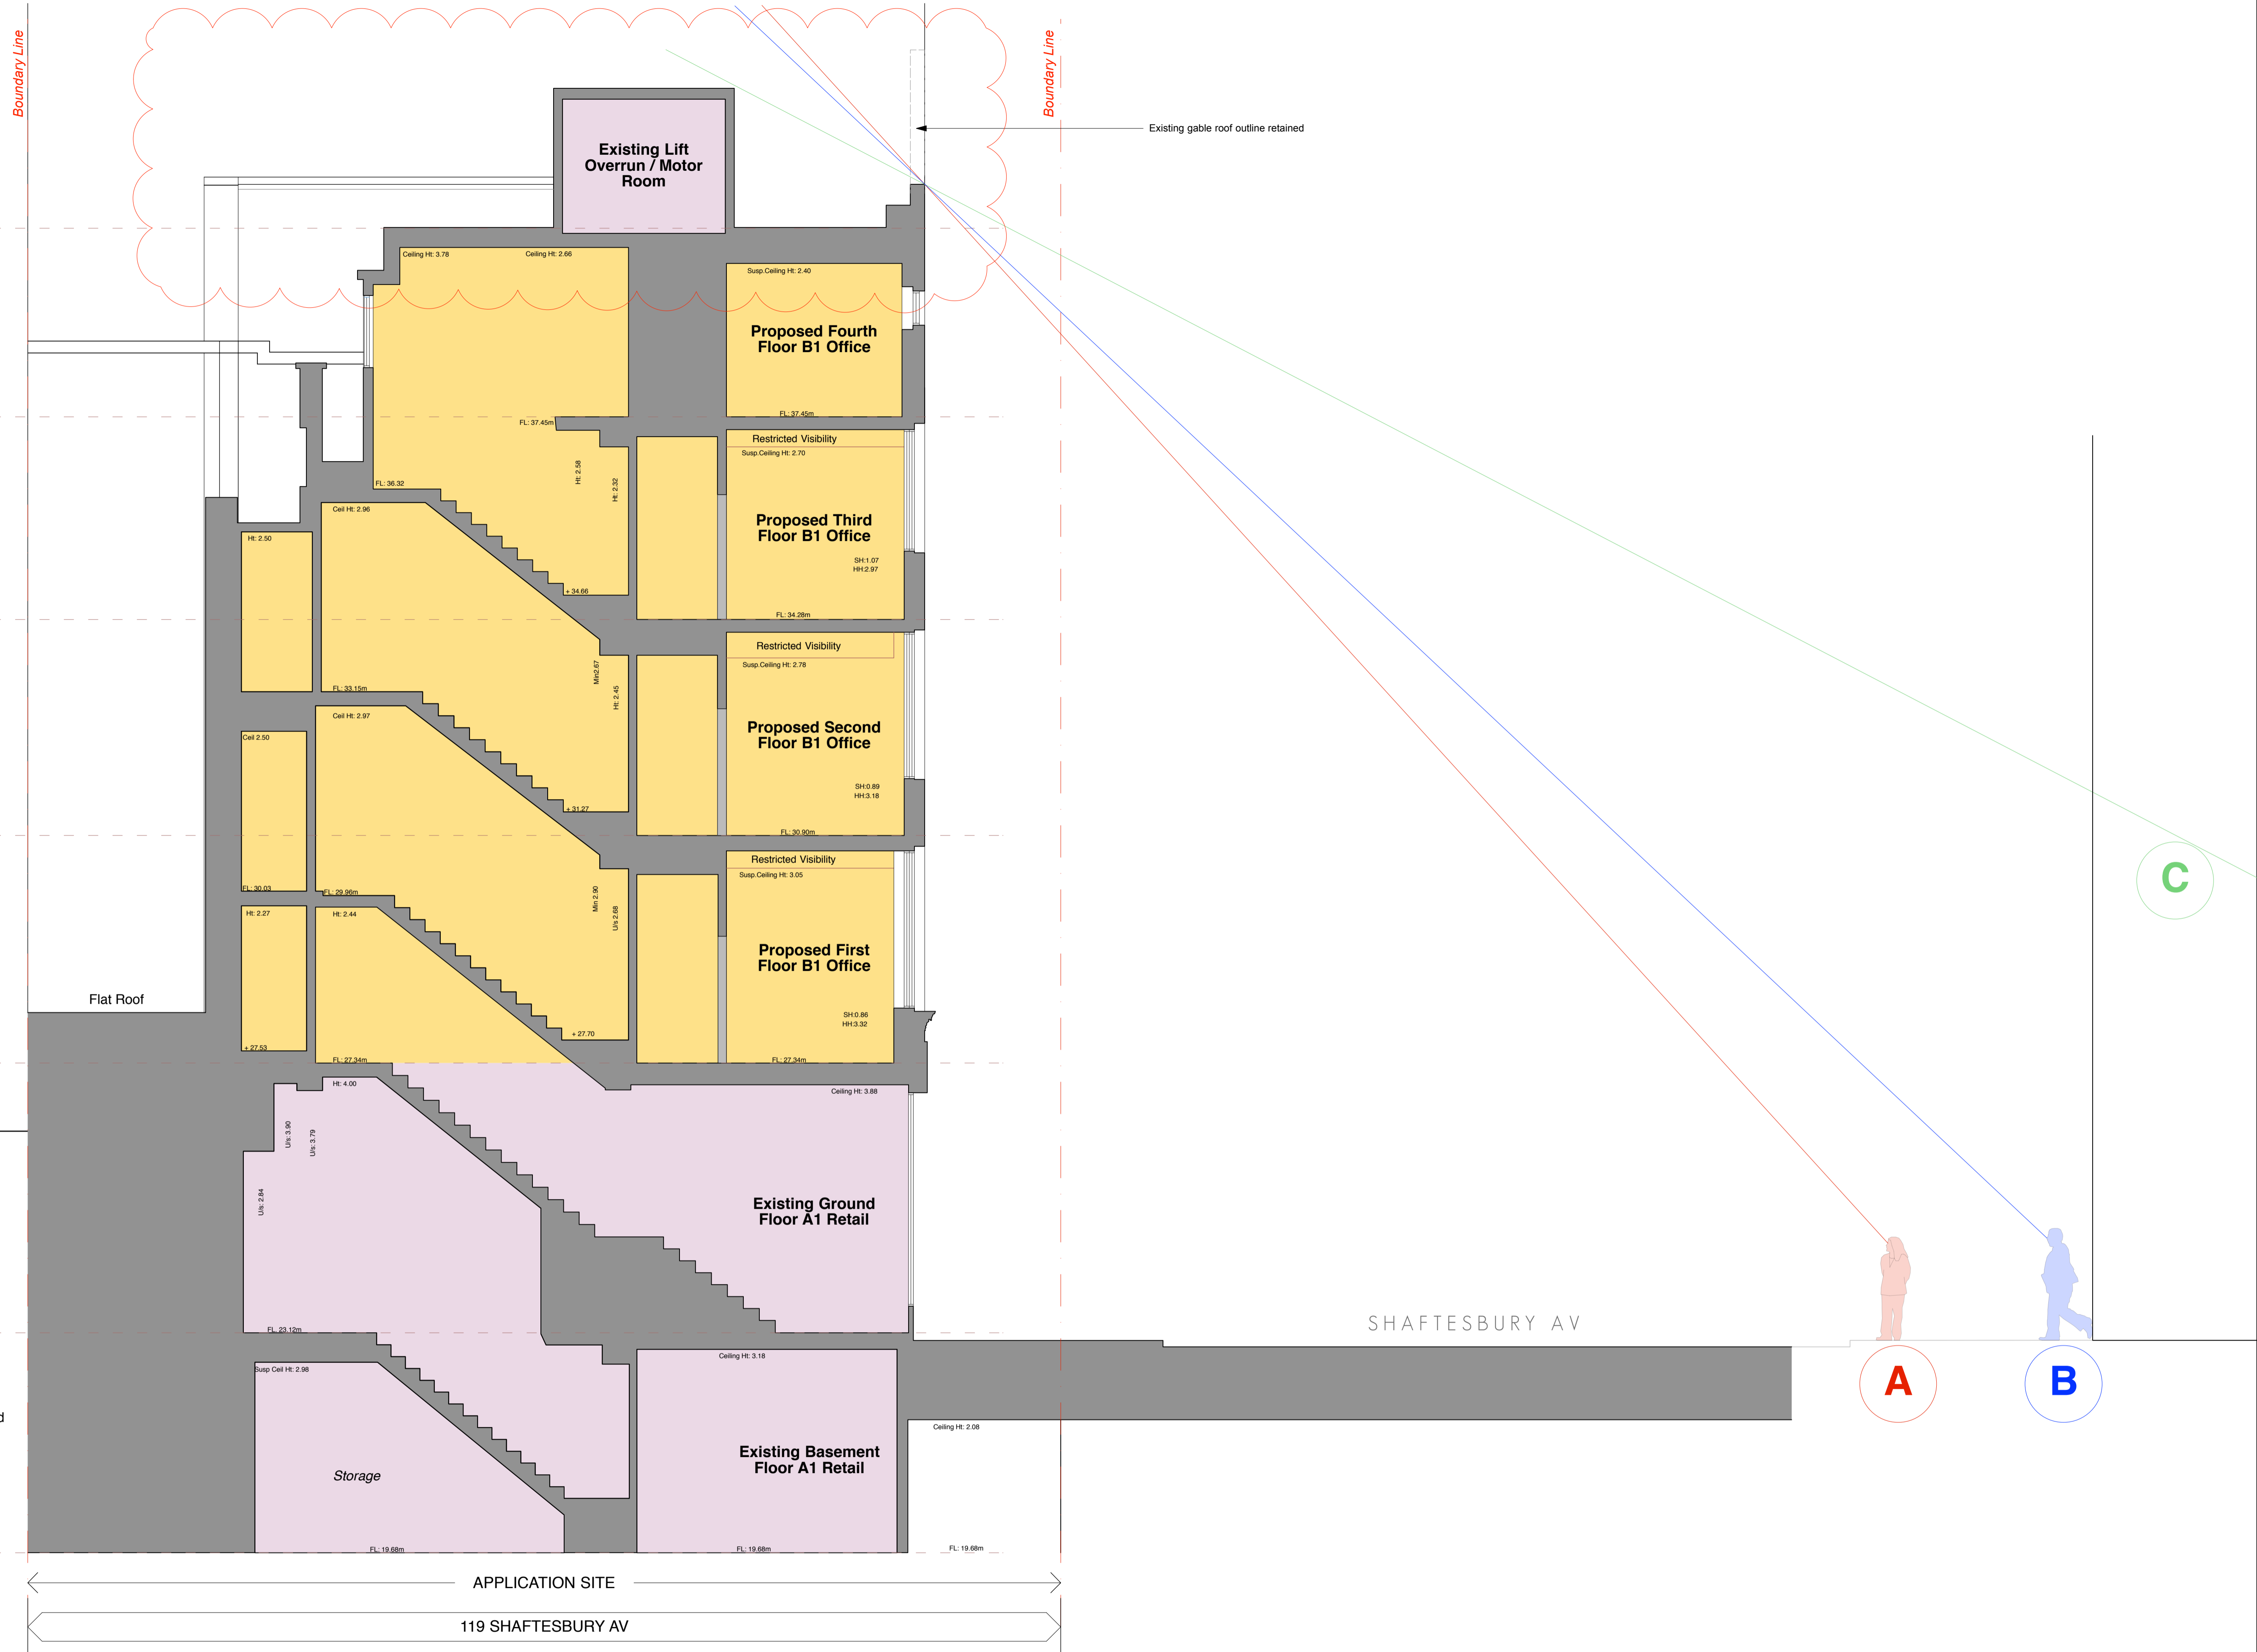 Boundary Line
Boundary Line
Existing gable roof outline retained
Existing Lift
Overrun / Motor
Room
Ceiling Ht: 3.78
Ceiling Ht: 2.66
Susp.Ceiling Ht: 2.40
Proposed Fourth
Floor B1 Office
FL: 37.45m
FL: 37.45m
Restricted Visibility
Susp.Ceiling Ht: 2.70
Ht: 2.58
Ht: 2.32
FL: 36.32
Ceil Ht: 2.96
Proposed Third
Floor B1 Office
Ht: 2.50
SH:1.07
HH:2.97
+ 34.66
FL: 34.28m
Restricted Visibility
Susp.Ceiling Ht: 2.78
Min2.67
Ht: 2.45
FL: 33.15m
Ceil Ht: 2.97
Proposed Second
Floor B1 Office
Ceil 2.50
SH:0.89
HH:3.18
+ 31.27
FL: 30.90m
Restricted Visibility
Susp.Ceiling Ht: 3.05
C
FL: 30.03
FL: 29.96m
Min 2.90
U/s 2.68
Ht: 2.27
Ht: 2.44
Proposed First
Floor B1 Office
Flat Roof
SH:0.86
HH:3.32
+ 27.70
+ 27.53
FL: 27.34m
FL: 27.34m
Ht: 4.00
Ceiling Ht: 3.88
U/s: 3.90
U/s: 3.79
U/s: 2.84
Existing Ground
Floor A1 Retail
SHAFTESBURY AV
FL. 23.12m
Ceiling Ht: 3.18
Susp Ceil Ht: 2.98
A
B
d
Ceiling Ht: 2.08
Existing Basement
Floor A1 Retail
Storage
FL: 19.68m
FL: 19.68m
FL: 19.68m
APPLICATION SITE
119 SHAFTESBURY AV